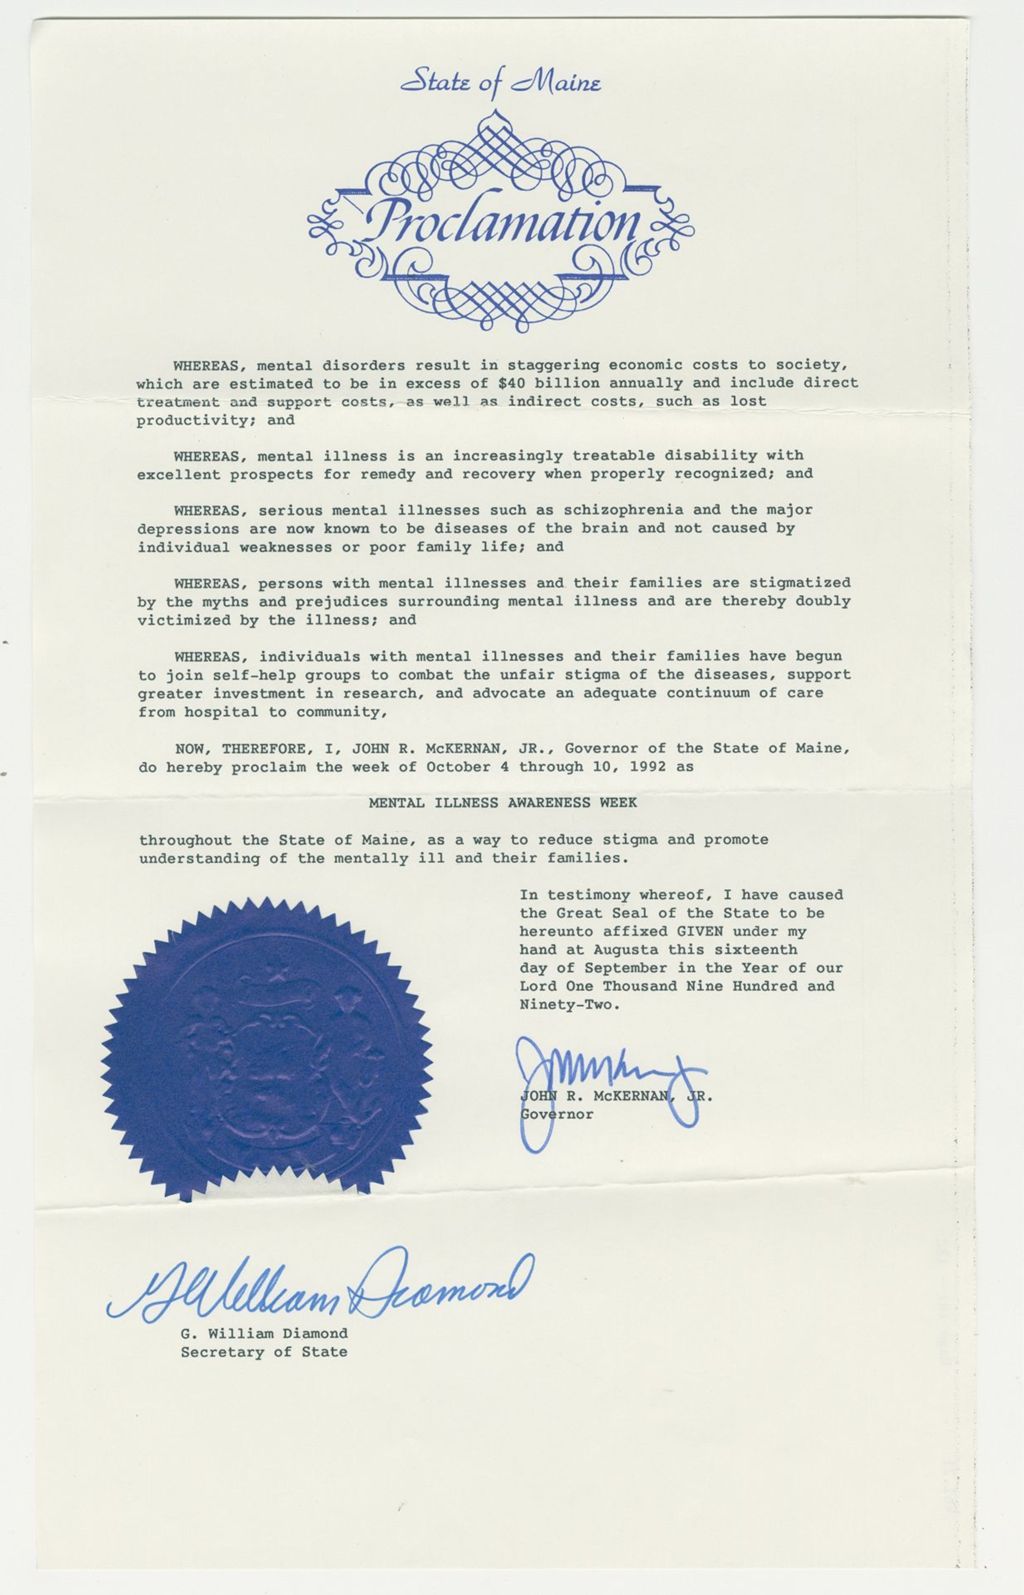 State of Maine
Proclamation
WHEREAS, mental disorders result in staggering economic costs to society,
which are estimated to be in excess of $40 billion annually and include direct
treatment and support costs, as well as indirect costs, such as lost
productivity; and
WHEREAS, mental illness is an increasingly treatable disability with
excellent prospects for remedy and recovery when properly recognized; and
WHEREAS, serious mental illnesses such as schizophrenia and the major
depressions are now known to be diseases of the brain and not caused by
individual weaknesses or poor family life; and
WHEREAS, persons with mental illnesses and their families are stigmatized
by the myths and prejudices surrounding mental illness and are thereby doubly
victimized by the illness; and
WHEREAS, individuals with mental illnesses and their families have begun
to join self-help groups to combat the unfair stigma of the diseases, support
greater investment in research, and advocate an adequate continuum of care
from hospital to community,
NOW, THEREFORE, I, JOHN R. McKERNAN, JR., Governor of the State of Maine,
do hereby proclaim the week of October 4 through 10, 1992 as
MENTAL ILLNESS AWARENESS WEEK
throughout the State of Maine, as a way to reduce stigma and promote
understanding of the mentally ill and their families.
In testimony whereof, I have caused
the Great Seal of the State to be
hereunto affixed GIVEN under my
hand at Augusta this sixteenth
day of September in the Year of our
Lord One Thousand Nine Hundred and
Ninety-Two.
JOHN R. McKERNAN, JR.
Governor
G William Diamond
G. William Diamond
Secretary of State